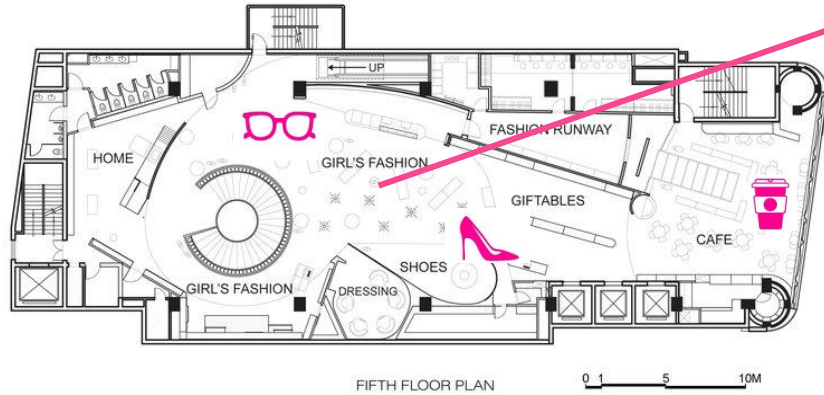 UP
FASHION RUNWAY
HOME
GIRL'S FASHION
GIFTABLES
CAFE
SHOES
GIRL'S FASHION
DRESSING
FIFTH FLOOR PLAN
0 1 5 10M